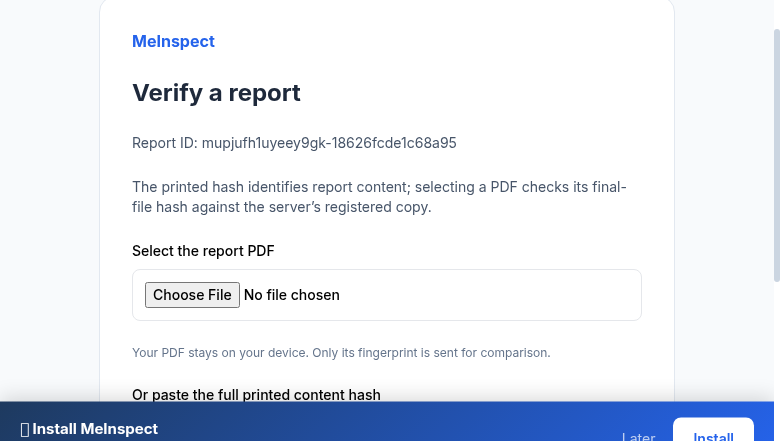 MeInspect
Verify a report
Report ID: mupjufh1uyeey9gk-18626fcde1c68a95
The printed hash identifies report content; selecting a PDF checks its final-
file hash against the server’s registered copy.
Select the report PDF
Choose File No file chosen
Your PDF stays on your device. Only its fingerprint is sent for comparison.
Or paste the full printed content hash
Install MeInspect
Later
Install